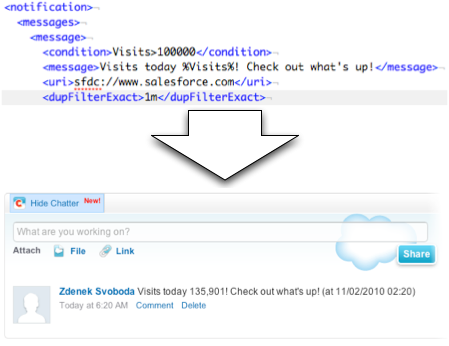 <notification>
<messages>
<message>
<condition>Visits>100000</condition>
<message>Visits today %Visits%! Check out what's up!</message>
<uri>sfdc://www.salesforce.com</uri>
<dupFilterExact>1m</dupFilterExact>
Hide Chatter New!
What are you working on?
Attach File Link
Share
Zdenek Svoboda Visits today 135,901! Check out what's up! (at 11/02/2010 02:20)
Today at 6:20 AM Comment Delete